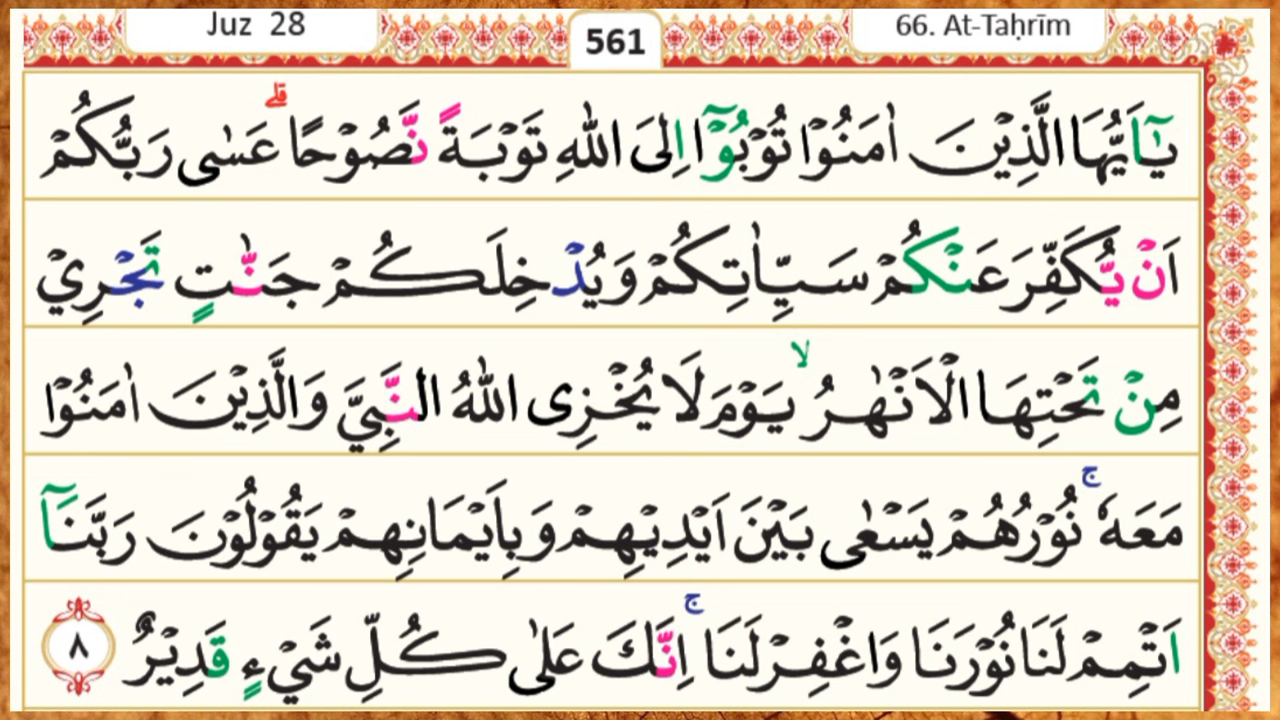 Juz 28
561
66. At-Taḥrīm
يٰٓاَيُّهَا الَّذِيْنَ اٰمَنُوْا تُوْبُوْٓا اِلَى اللّٰهِ تَوْبَةً نَّصُوْحًاۗ عَسٰى رَبُّكُمْ
اَنْ يُّكَفِّرَ عَنْكُمْ سَيِّاٰتِكُمْ وَيُدْخِلَكُمْ جَنّٰتٍ تَجْرِيْ
مِنْ تَحْتِهَا الْاَنْهٰرُۙ يَوْمَ لَا يُخْزِى اللّٰهُ النَّبِيَّ وَالَّذِيْنَ اٰمَنُوْا
مَعَهٗۚ نُوْرُهُمْ يَسْعٰى بَيْنَ اَيْدِيْهِمْ وَبِاَيْمَانِهِمْ يَقُوْلُوْنَ رَبَّنَآ
اَتْمِمْ لَنَا نُوْرَنَا وَاغْفِرْ لَنَاۚ اِنَّكَ عَلٰى كُلِّ شَيْءٍ قَدِيْرٌ ٨